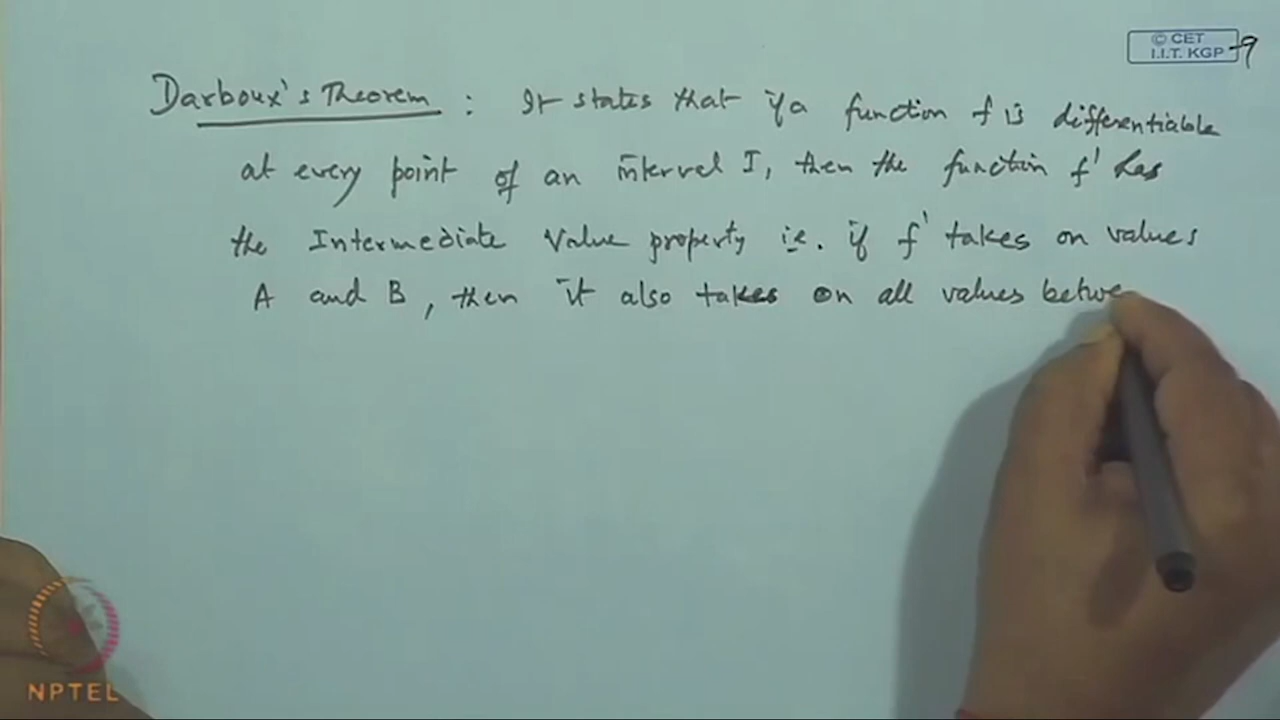 © CET
I.I.T. KGP
-9
Darboux's Theorem : It states that if a function f is differentiable
at every point of an interval I, then the function f' has
the Intermediate Value property i.e. if f' takes on values
A and B, then it also takes on all values betwe
NPTEL